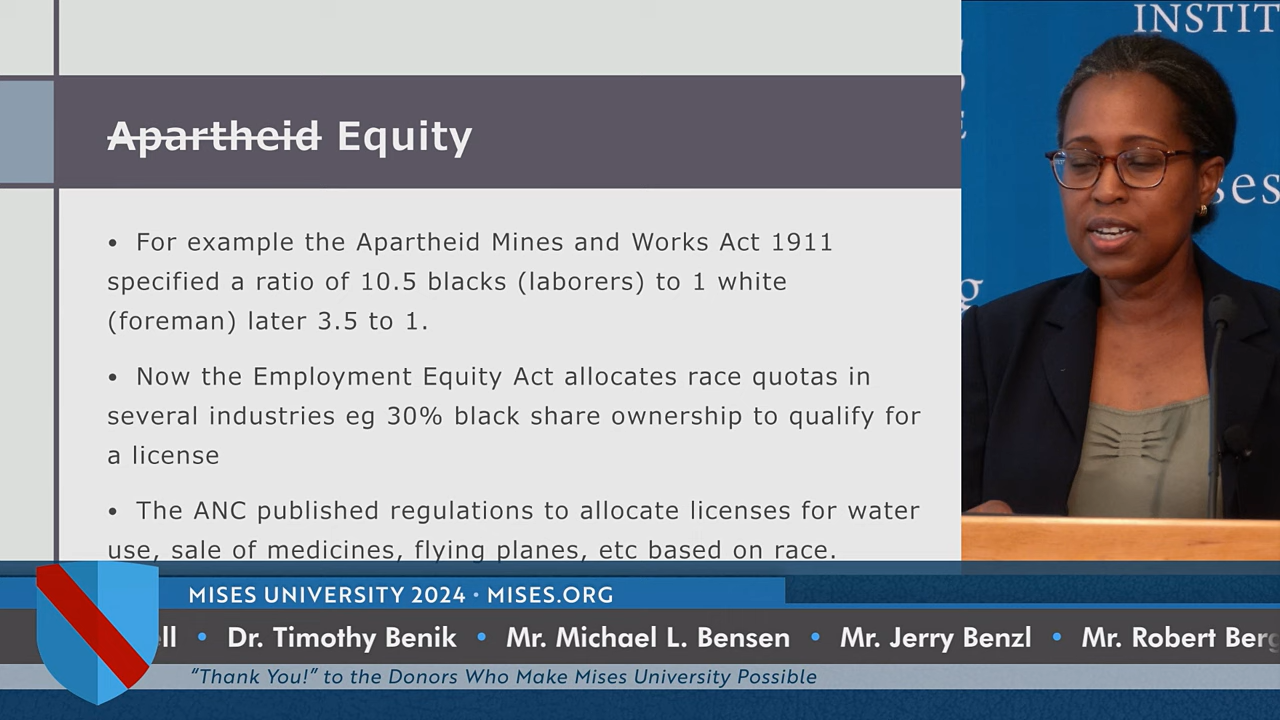 INSTIT
Apartheid Equity
• For example the Apartheid Mines and Works Act 1911
specified a ratio of 10.5 blacks (laborers) to 1 white
(foreman) later 3.5 to 1.
• Now the Employment Equity Act allocates race quotas in
several industries eg 30% black share ownership to qualify for
a license
• The ANC published regulations to allocate licenses for water
use, sale of medicines, flying planes, etc based on race.
ses
g
MISES UNIVERSITY 2024 • MISES.ORG
ll • Dr. Timothy Benik • Mr. Michael L. Bensen • Mr. Jerry Benzl • Mr. Robert Berg
"Thank You!" to the Donors Who Make Mises University Possible